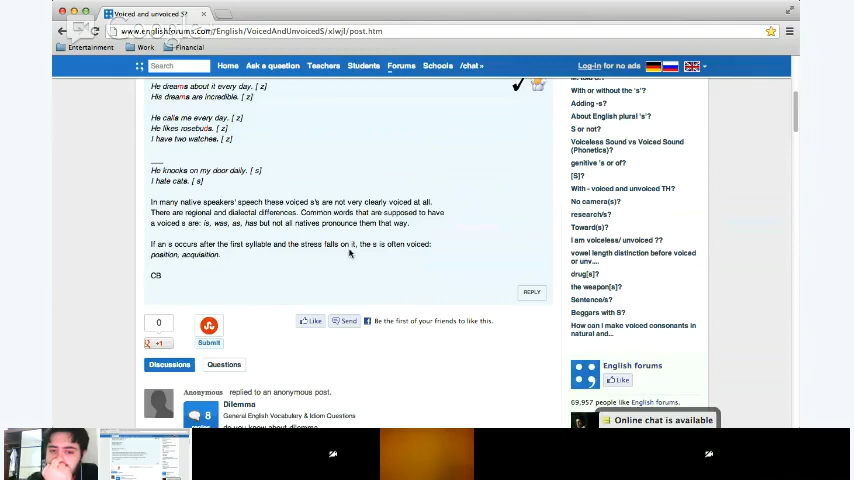 Voiced and unvoiced S?
Google
www.englishforums.com/English/VoicedAndUnvoicedS/xlwjl/post.htm
Entertainment Work Financial
Search Home Ask a question Teachers Students Forums Schools /chat » Log-in for no ads
He dreams about it every day. [ z]
His dreams are incredible. [ z]
He calls me every day. [ z]
He likes rosebuds. [ z]
I have two watches. [ z]
He knocks on my door daily. [ s]
I hate cats. [ s]
In many native speakers' speech these voiced s's are not very clearly voiced at all.
There are regional and dialectal differences. Common words that are supposed to have
a voiced s are: is, was, as, has but not all natives pronounce them that way.
If an s occurs after the first syllable and the stress falls on it, the s is often voiced:
position, acquisition.
CB
REPLY
0
+1
Submit
Like Send Be the first of your friends to like this.
Discussions Questions
Anonymous replied to an anonymous post.
8
Dilemma
General English Vocabulary & Idiom Questions
do you know about dilemma
With or without the 's'?
Adding -s?
About English plural 's'?
S or not?
Voiceless Sound vs Voiced Sound
(Phonetics)?
genitive 's or of?
[S]?
With - voiced and unvoiced TH?
No camera(s)?
research/s?
Toward(s)?
I am voiceless/ unvoiced ?
vowel length distinction before voiced
or unv....
drug[s]?
the weapon[s]?
Sentence/s?
Beggars with S?
How can i make voiced consonants in
natural and...
English forums
Like
69,957 people like English forums.
Online chat is available